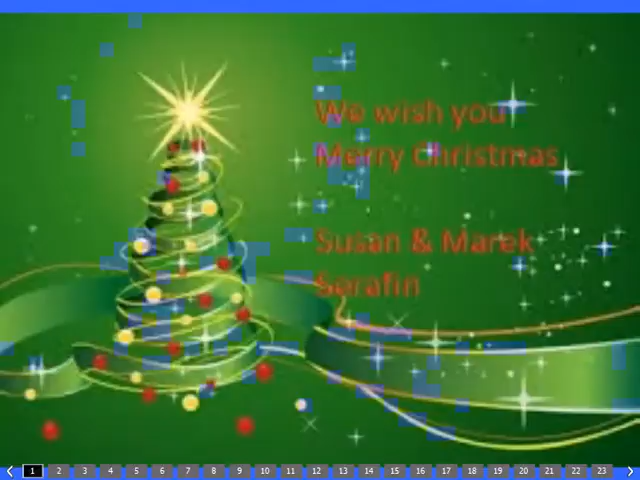 We wish you
Merry Christmas
Susan & Marek
Serafin
1 2 3 4 5 6 7 8 9 10 11 12 13 14 15 16 17 18 19 20 21 22 23